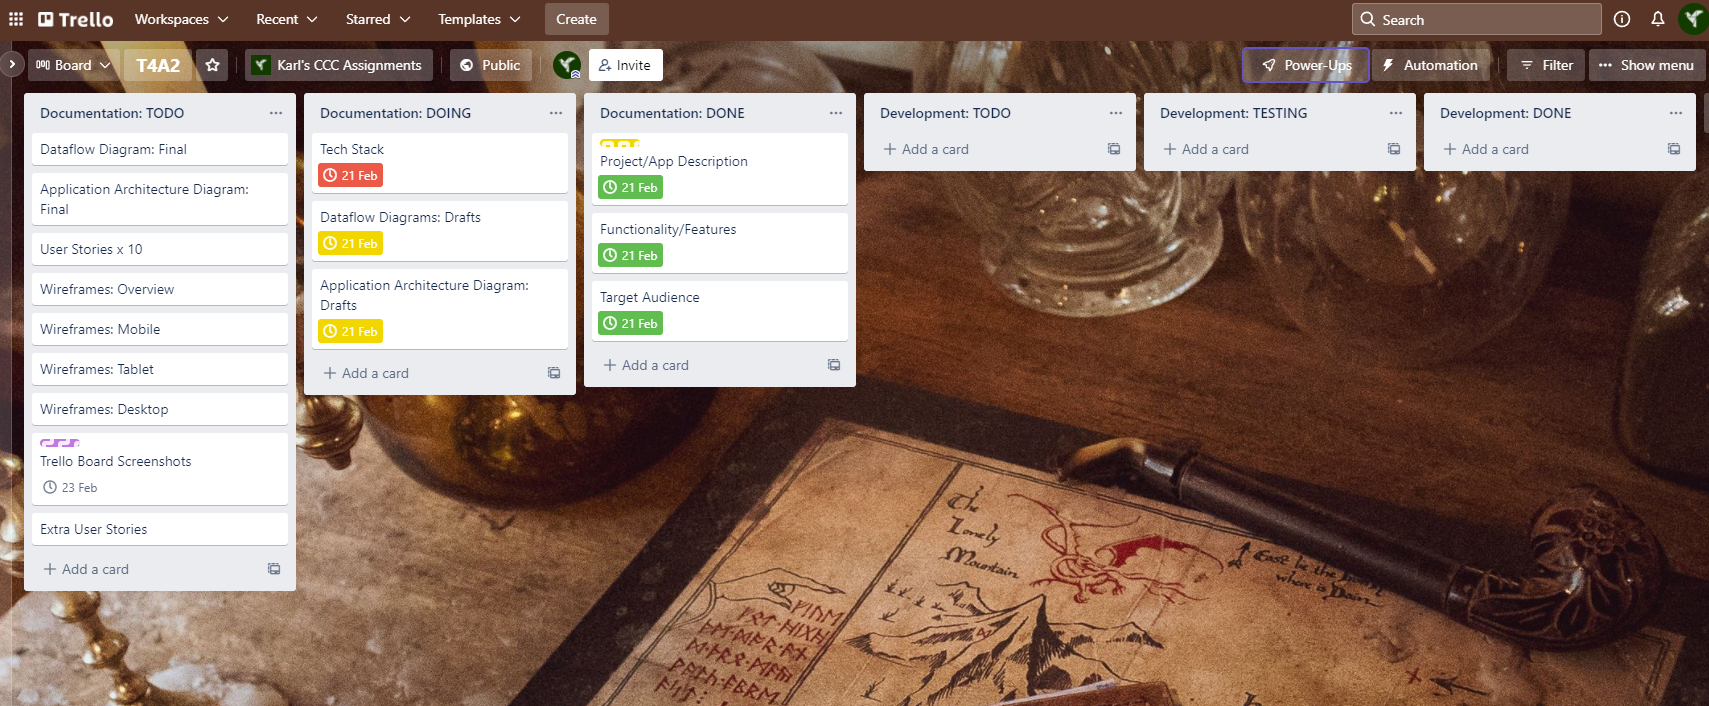 Trello
Workspaces
Recent
Starred
Templates
Create
Search
Board
T4A2
Karl's CCC Assignments
Public
Invite
Power-Ups
Automation
Filter
Show menu
Documentation: TODO
Dataflow Diagram: Final
Application Architecture Diagram:
Final
User Stories x 10
Wireframes: Overview
Wireframes: Mobile
Wireframes: Tablet
Wireframes: Desktop
Trello Board Screenshots
23 Feb
Extra User Stories
Add a card
Documentation: DOING
Tech Stack
21 Feb
Dataflow Diagrams: Drafts
21 Feb
Application Architecture Diagram:
Drafts
21 Feb
Add a card
Documentation: DONE
Project/App Description
21 Feb
Functionality/Features
21 Feb
Target Audience
21 Feb
Add a card
Development: TODO
Add a card
Development: TESTING
Add a card
Development: DONE
Add a card
The
Lonely
Mountain
East lie the
where is Dain